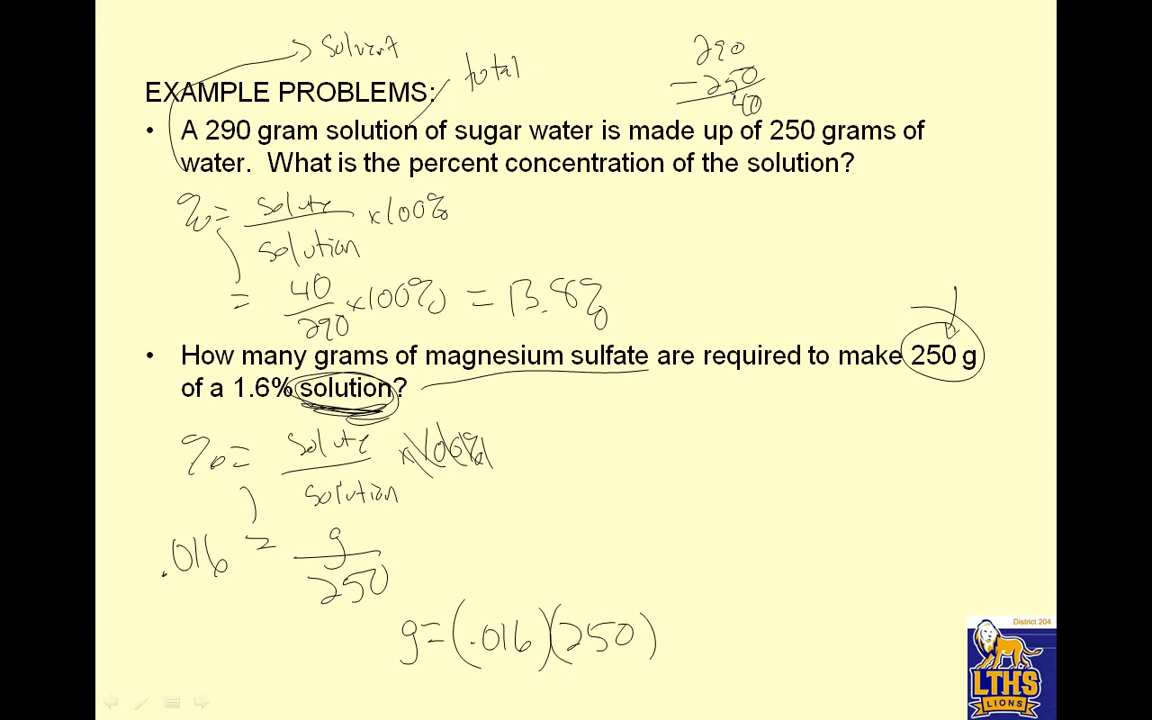 solvent
total
290
-250
40
EXAMPLE PROBLEMS:
• A 290 gram solution of sugar water is made up of 250 grams of
water. What is the percent concentration of the solution?
% = solute x100%
solution
= 40 x100% = 13.8%
290
• How many grams of magnesium sulfate are required to make 250 g
of a 1.6% solution?
% = solute x100%
solution
.016 = g
250
g = (.016)(250)
District 204
LTHS
LIONS